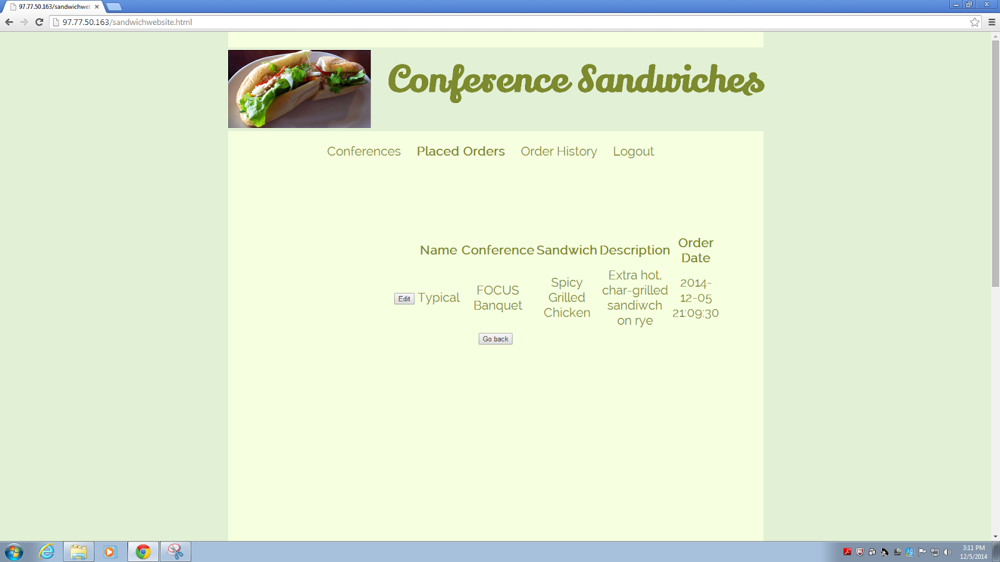 97.77.50.163/sandwichwe
97.77.50.163/sandwichwebsite.html
Conference Sandwiches
Conferences Placed Orders Order History Logout
Name Conference Sandwich Description Order
Date
Edit Typical FOCUS
Banquet
Spicy
Grilled
Chicken
Extra hot,
char-grilled
sandiwch
on rye
2014-
12-05
21:09:30
Go back
3:11 PM
12/5/2014